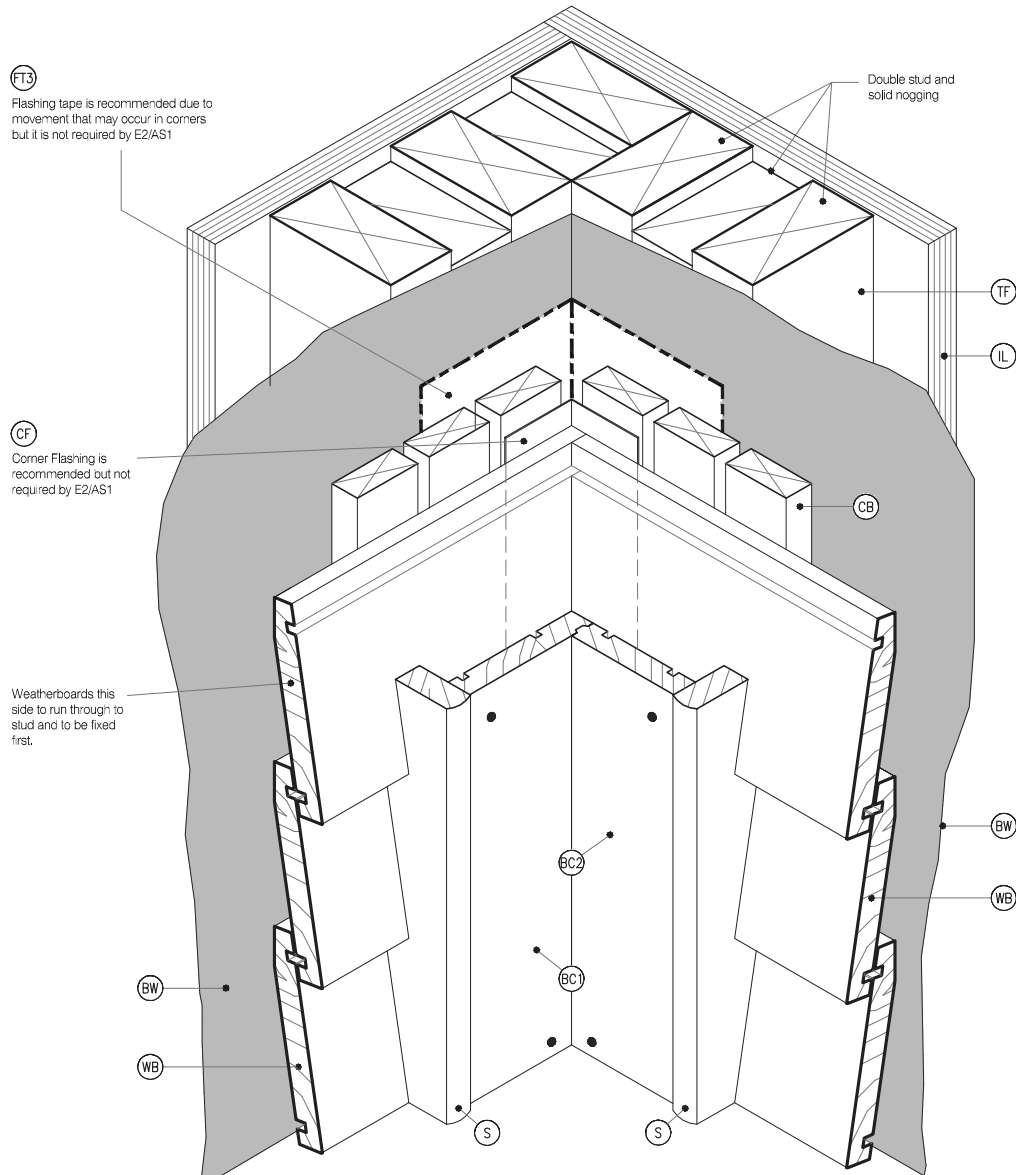 FT3
Flashing tape is recommended due to
movement that may occur in corners
but it is not required by E2/AS1
Double stud and
solid nogging
TF
IL
CF
Corner Flashing is
recommended but not
required by E2/AS1
CB
Weatherboards this
side to run through to
stud and to be fixed
first.
BW
BC2
WB
BC1
BW
WB
S
S